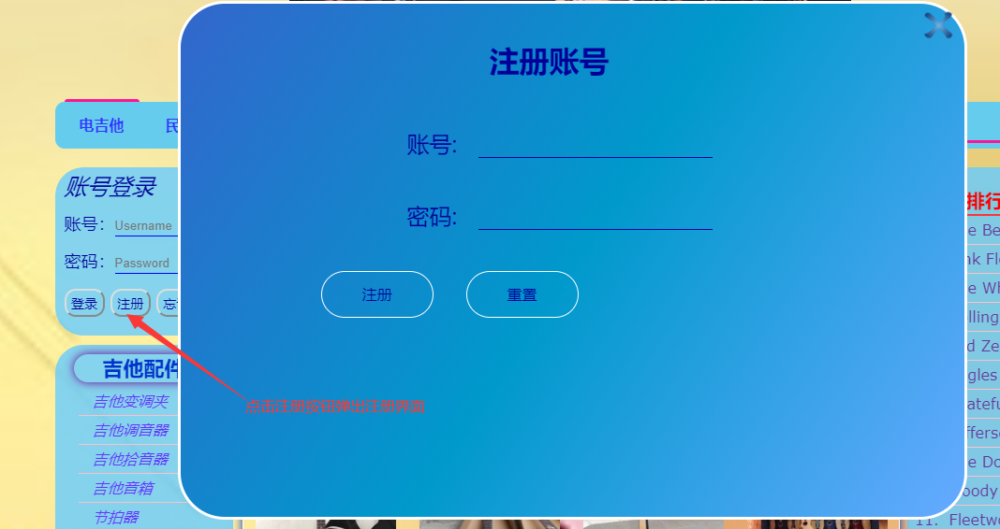 注册账号
电吉他
民
账号登录
账号: Username
密码: Password
登录 注册 忘
账号:
密码:
注册 重置
点击注册按钮弹出注册界面
吉他配件
吉他变调夹
吉他调音器
吉他拾音器
吉他音箱
节拍器
排行
e Be
nk Fl
e Wh
lling
d Ze
gles
atefu
fferso
e Do
oody
11. Fleetwo